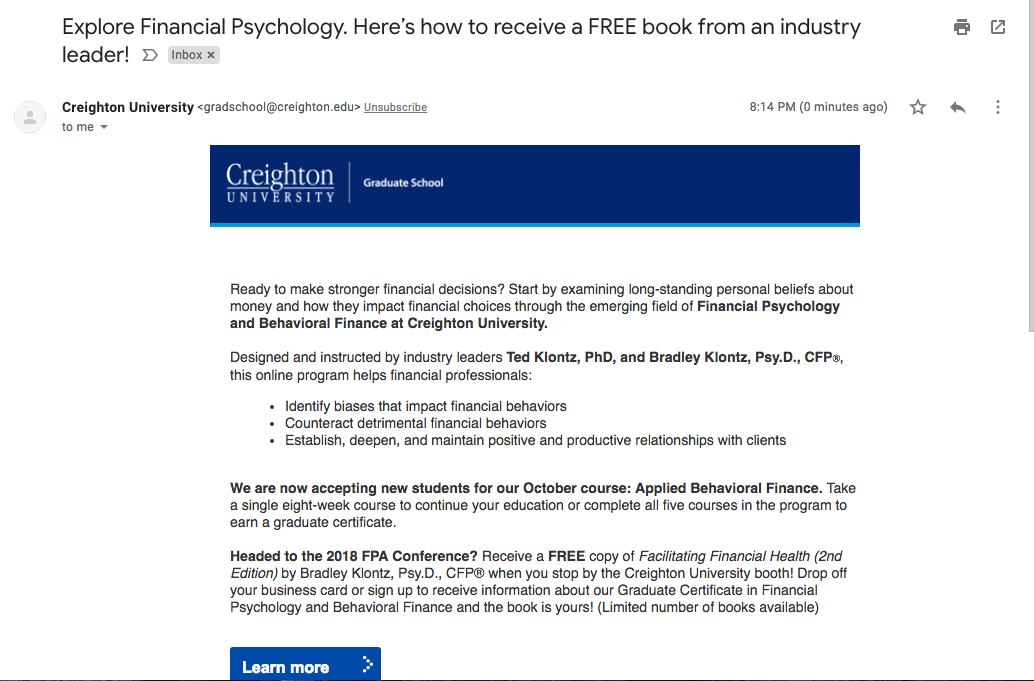 Explore Financial Psychology. Here’s how to receive a FREE book from an industry
leader! Inbox ×
Creighton University <gradschool@creighton.edu> Unsubscribe 8:14 PM (0 minutes ago)
to me
Creighton
UNIVERSITY
Graduate School
Ready to make stronger financial decisions? Start by examining long-standing personal beliefs about
money and how they impact financial choices through the emerging field of Financial Psychology
and Behavioral Finance at Creighton University.
Designed and instructed by industry leaders Ted Klontz, PhD, and Bradley Klontz, Psy.D., CFP®,
this online program helps financial professionals:
• Identify biases that impact financial behaviors
• Counteract detrimental financial behaviors
• Establish, deepen, and maintain positive and productive relationships with clients
We are now accepting new students for our October course: Applied Behavioral Finance. Take
a single eight-week course to continue your education or complete all five courses in the program to
earn a graduate certificate.
Headed to the 2018 FPA Conference? Receive a FREE copy of Facilitating Financial Health (2nd
Edition) by Bradley Klontz, Psy.D., CFP® when you stop by the Creighton University booth! Drop off
your business card or sign up to receive information about our Graduate Certificate in Financial
Psychology and Behavioral Finance and the book is yours! (Limited number of books available)
Learn more